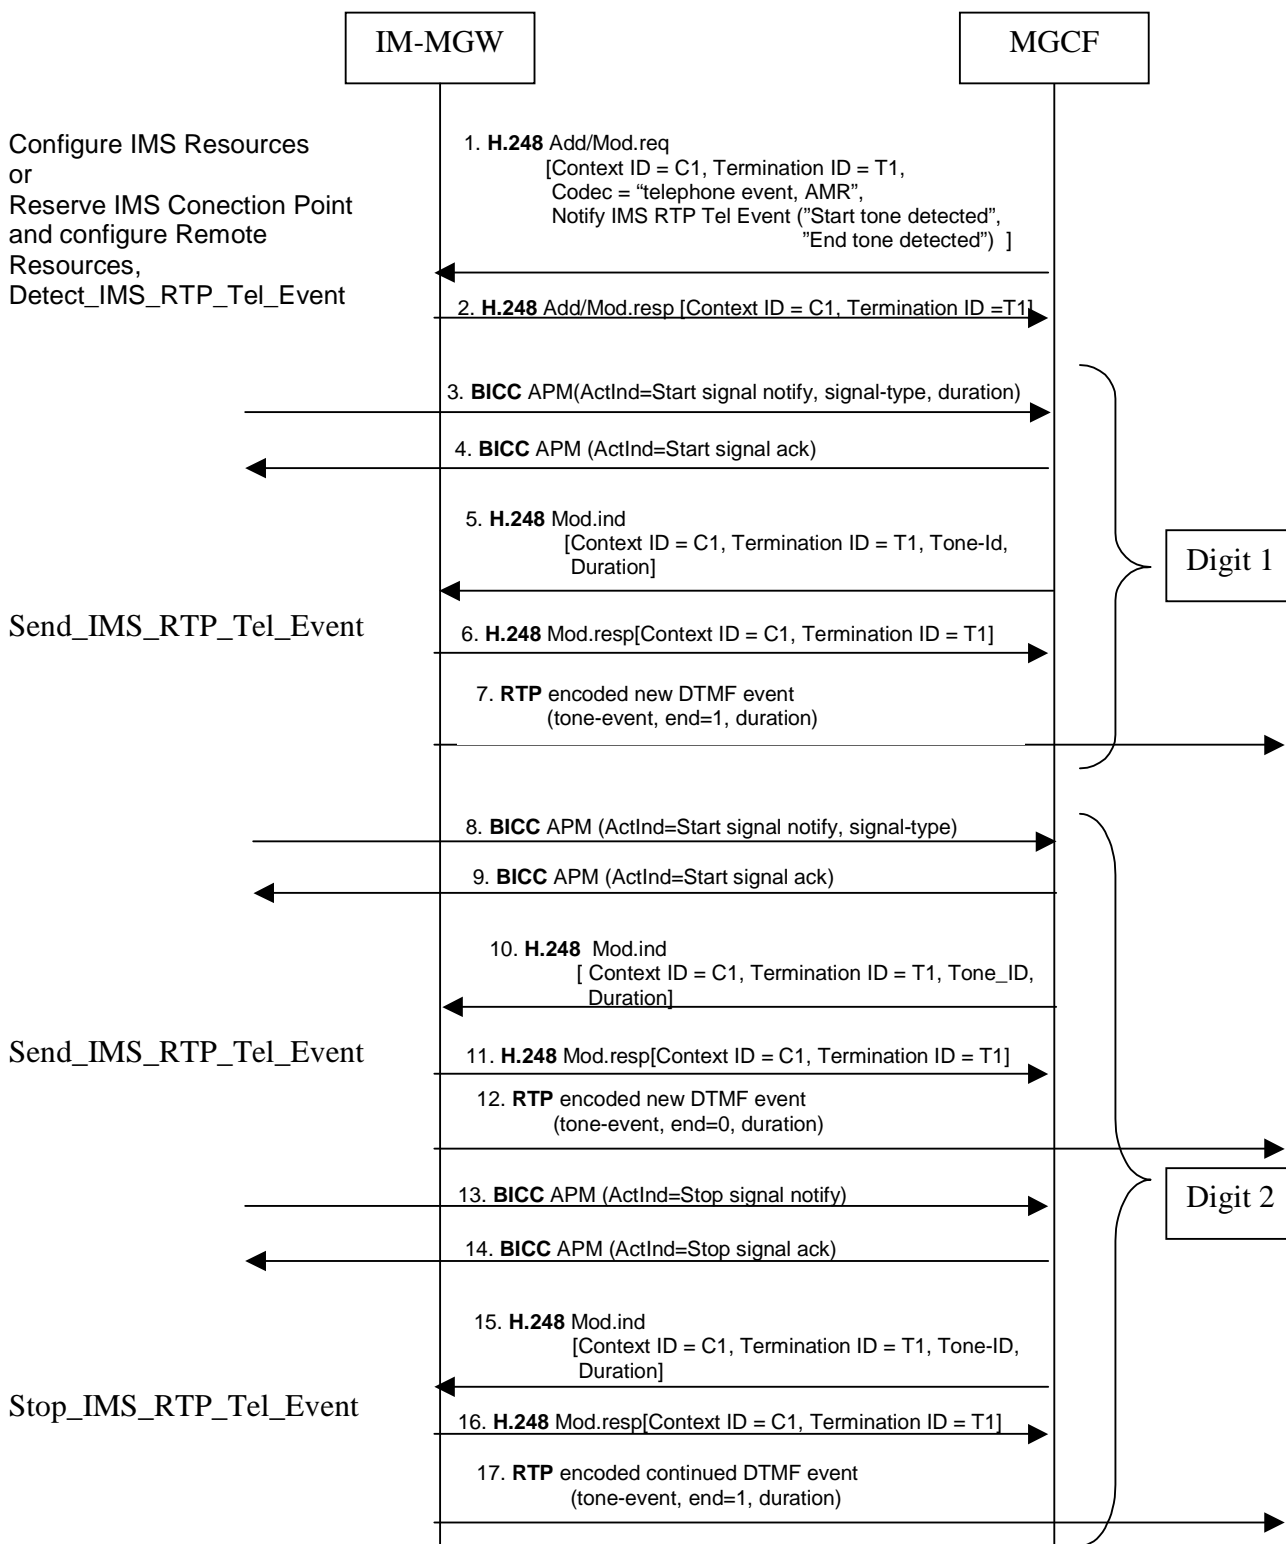 IM-MGW
MGCF
Configure IMS Resources
or
Reserve IMS Conection Point
and configure Remote
Resources,
Detect_IMS_RTP_Tel_Event
1. H.248 Add/Mod.req
[Context ID = C1, Termination ID = T1,
Codec = “telephone event, AMR”,
Notify IMS RTP Tel Event (”Start tone detected”,
”End tone detected”) ]
2. H.248 Add/Mod.resp [Context ID = C1, Termination ID =T1]
3. BICC APM(ActInd=Start signal notify, signal-type, duration)
4. BICC APM (ActInd=Start signal ack)
5. H.248 Mod.ind
[Context ID = C1, Termination ID = T1, Tone-Id,
Duration]
Digit 1
Send_IMS_RTP_Tel_Event
6. H.248 Mod.resp[Context ID = C1, Termination ID = T1]
7. RTP encoded new DTMF event
(tone-event, end=1, duration)
8. BICC APM (ActInd=Start signal notify, signal-type)
9. BICC APM (ActInd=Start signal ack)
10. H.248 Mod.ind
[ Context ID = C1, Termination ID = T1, Tone_ID,
Duration]
Send_IMS_RTP_Tel_Event
11. H.248 Mod.resp[Context ID = C1, Termination ID = T1]
12. RTP encoded new DTMF event
(tone-event, end=0, duration)
13. BICC APM (ActInd=Stop signal notify)
Digit 2
14. BICC APM (ActInd=Stop signal ack)
15. H.248 Mod.ind
[Context ID = C1, Termination ID = T1, Tone-ID,
Duration]
Stop_IMS_RTP_Tel_Event
16. H.248 Mod.resp[Context ID = C1, Termination ID = T1]
17. RTP encoded continued DTMF event
(tone-event, end=1, duration)